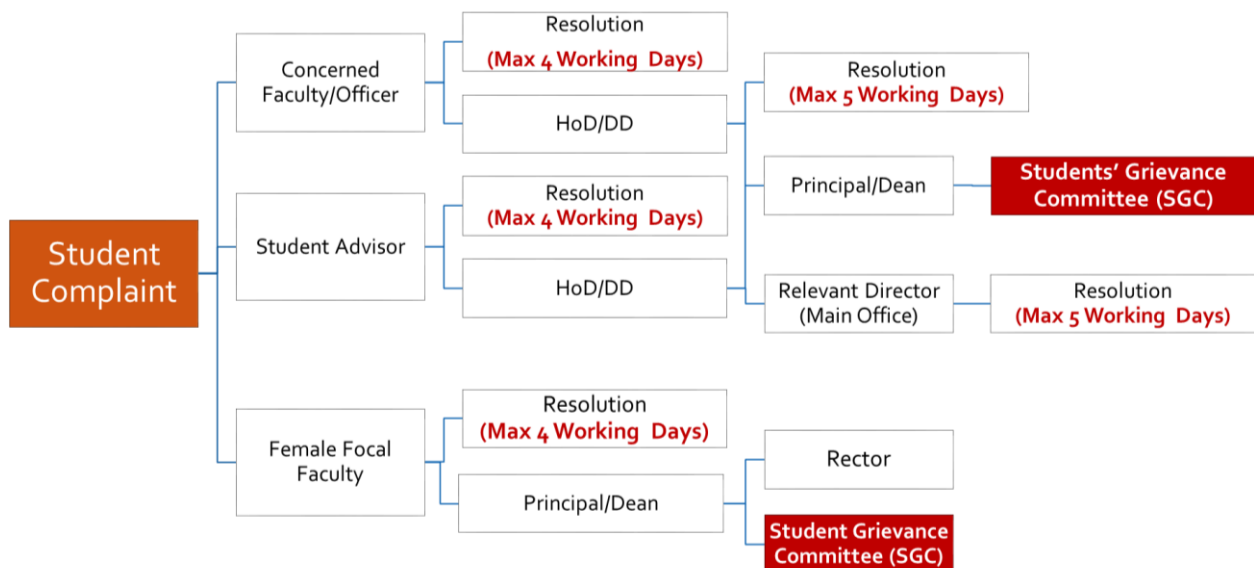 Student
Complaint
Concerned
Faculty/Officer
Resolution
(Max 4 Working Days)
HoD/DD
Student Advisor
Resolution
(Max 4 Working Days)
HoD/DD
Resolution
(Max 5 Working Days)
Principal/Dean
Students' Grievance
Committee (SGC)
Relevant Director
(Main Office)
Resolution
(Max 5 Working Days)
Female Focal
Faculty
Resolution
(Max 4 Working Days)
Principal/Dean
Rector
Student Grievance
Committee (SGC)